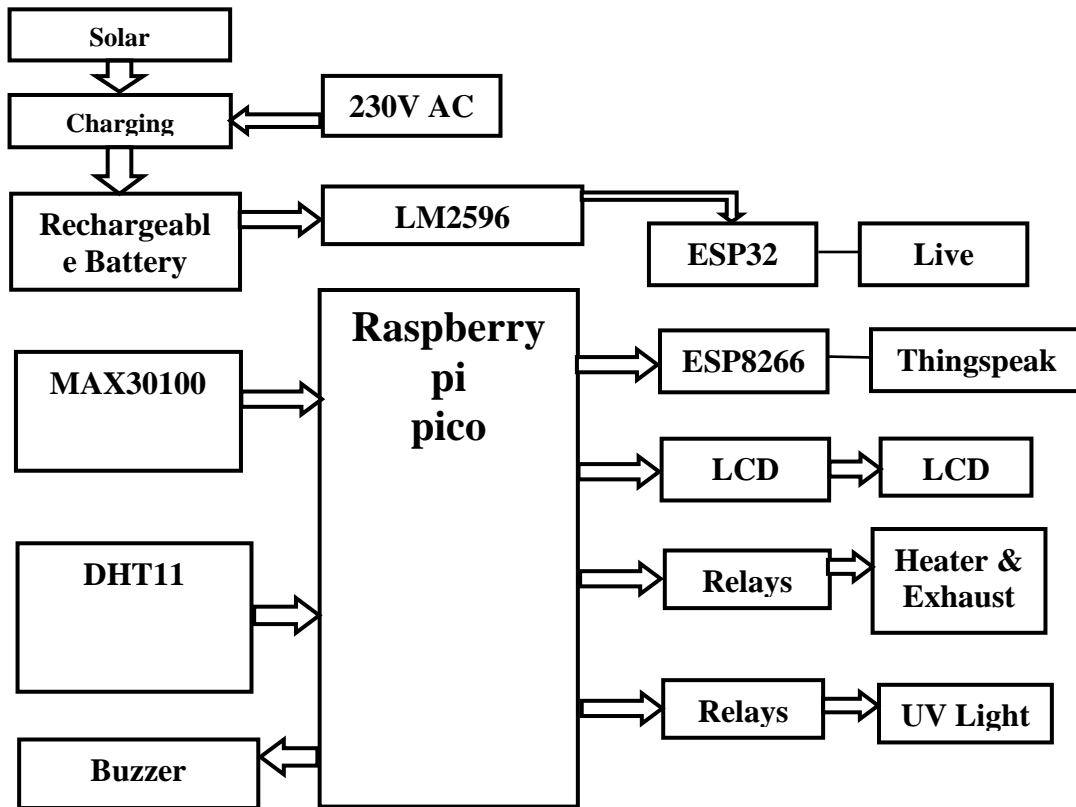 Solar
Charging
230V AC
Rechargeabl
e Battery
LM2596
ESP32
Live
Raspberry
pi
pico
MAX30100
ESP8266
Thingspeak
LCD
LCD
DHT11
Relays
Heater &
Exhaust
Relays
UV Light
Buzzer